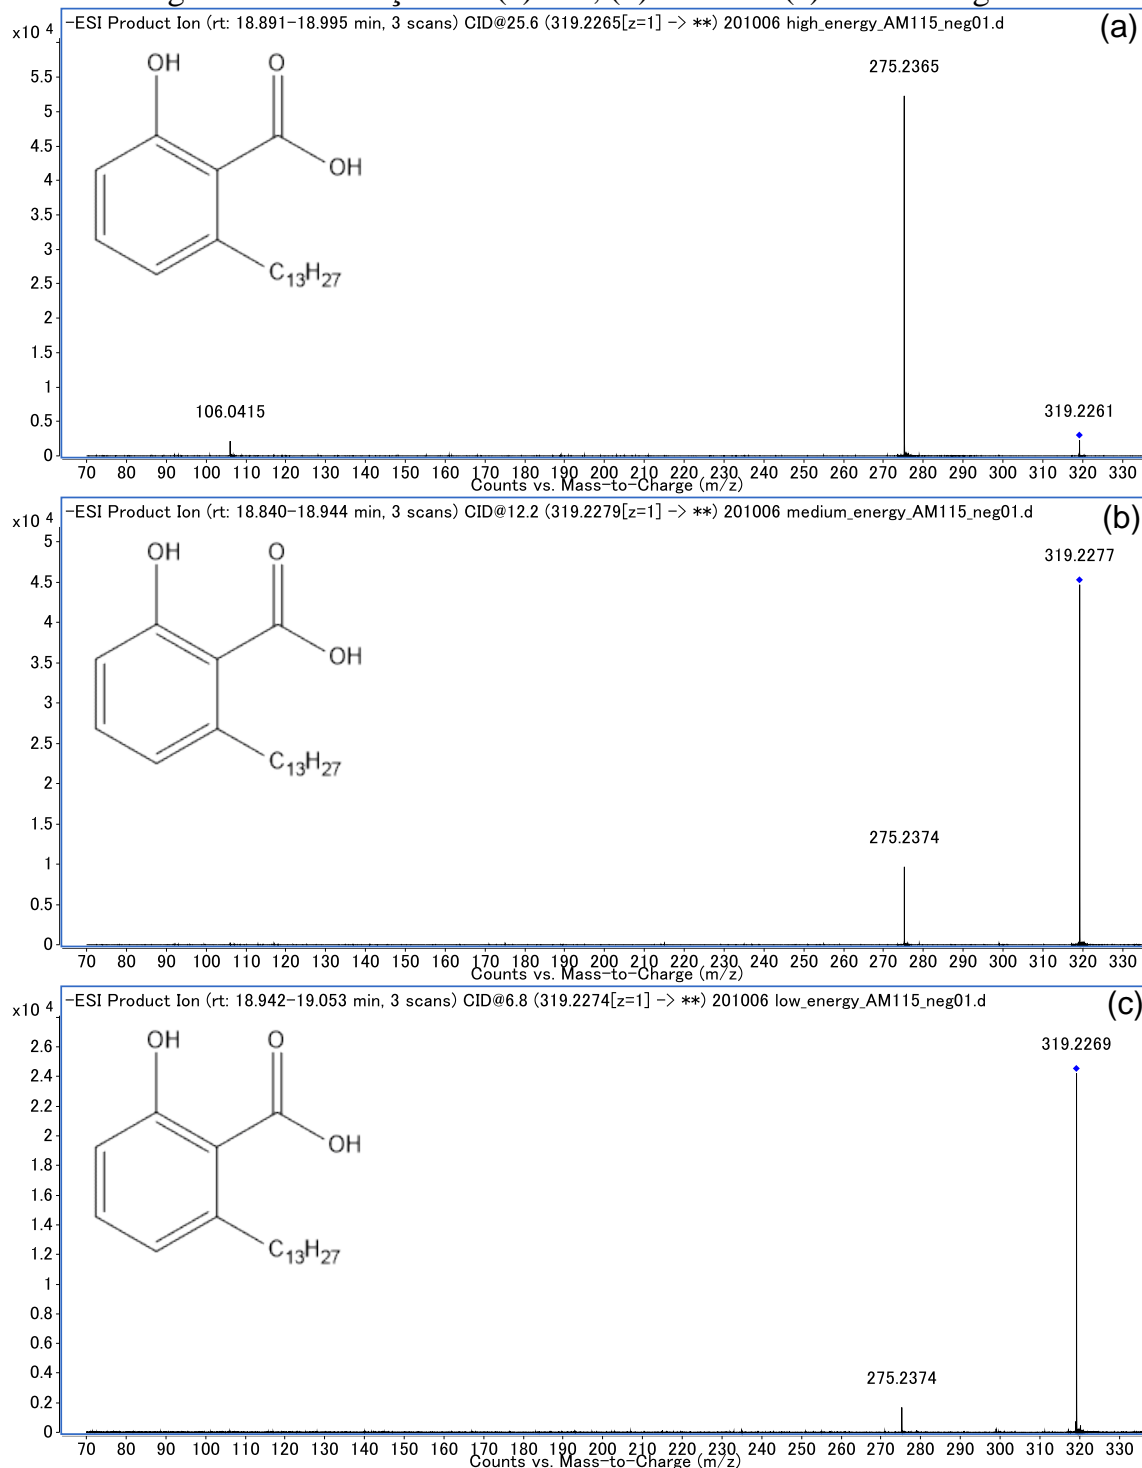 -ESI Product Ion (rt: 18.891-18.995 min, 3 scans) CID@25.6 (319.2265[z=1] -> **) 201006 high_energy_AM115_neg01.d
(a)
x10 4
5.5
5
4.5
4
3.5
3
2.5
2
1.5
1
0.5
0
OH
O
OH
C13H27
106.0415
275.2365
319.2261
70 80 90 100 110 120 130 140 150 160 170 180 190 200 210 220 230 240 250 260 270 280 290 300 310 320 330
Counts vs. Mass-to-Charge (m/z)
-ESI Product Ion (rt: 18.840-18.944 min, 3 scans) CID@12.2 (319.2279[z=1] -> **) 201006 medium_energy_AM115_neg01.d
(b)
x10 4
5
4.5
4
3.5
3
2.5
2
1.5
1
0.5
0
OH
O
OH
C13H27
275.2374
319.2277
70 80 90 100 110 120 130 140 150 160 170 180 190 200 210 220 230 240 250 260 270 280 290 300 310 320 330
Counts vs. Mass-to-Charge (m/z)
-ESI Product Ion (rt: 18.942-19.053 min, 3 scans) CID@6.8 (319.2274[z=1] -> **) 201006 low_energy_AM115_neg01.d
(c)
x10 4
2.6
2.4
2.2
2
1.8
1.6
1.4
1.2
1
0.8
0.6
0.4
0.2
0
OH
O
OH
C13H27
275.2374
319.2269
70 80 90 100 110 120 130 140 150 160 170 180 190 200 210 220 230 240 250 260 270 280 290 300 310 320 330
Counts vs. Mass-to-Charge (m/z)